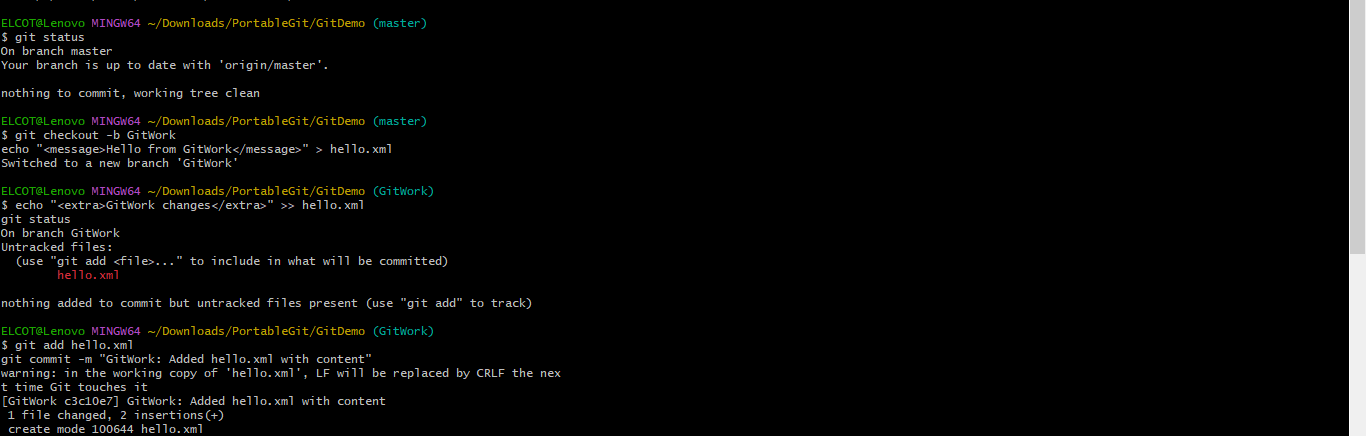 ELCOT@Lenovo MINGW64 ~/Downloads/PortableGit/GitDemo (master)
$ git status
On branch master
Your branch is up to date with 'origin/master'.
nothing to commit, working tree clean
ELCOT@Lenovo MINGW64 ~/Downloads/PortableGit/GitDemo (master)
$ git checkout -b GitWork
echo "<message>Hello from GitWork</message>" > hello.xml
Switched to a new branch 'GitWork'
ELCOT@Lenovo MINGW64 ~/Downloads/PortableGit/GitDemo (GitWork)
$ echo "<extra>GitWork changes</extra>" >> hello.xml
git status
On branch GitWork
Untracked files:
  (use "git add <file>..." to include in what will be committed)
        hello.xml
nothing added to commit but untracked files present (use "git add" to track)
ELCOT@Lenovo MINGW64 ~/Downloads/PortableGit/GitDemo (GitWork)
$ git add hello.xml
git commit -m "GitWork: Added hello.xml with content"
warning: in the working copy of 'hello.xml', LF will be replaced by CRLF the nex
t time Git touches it
[GitWork c3c10e7] GitWork: Added hello.xml with content
 1 file changed, 2 insertions(+)
 create mode 100644 hello.xml